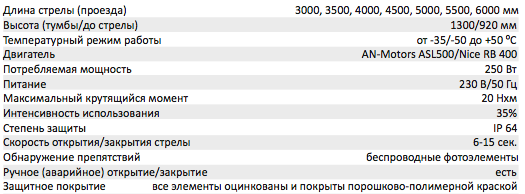 Длина стрелы (проезда) 3000, 3500, 4000, 4500, 5000, 5500, 6000 мм
Высота (тумбы/до стрелы) 1300/920 мм
Температурный режим работы от -35/-50 до +50 ⁰С
Двигатель AN-Motors ASL500/Nice RB 400
Потребляемая мощность 250 Вт
Питание 230 В/50 Гц
Максимальный крутящийся момент 20 Нхм
Интенсивность использования 35%
Степень защиты IP 64
Скорость открытия/закрытия стрелы 6-15 сек.
Обнаружение препятствий беспроводные фотоэлементы
Ручное (аварийное) открытие/закрытие есть
Защитное покрытие все элементы оцинкованы и покрыты порошково-полимерной краской